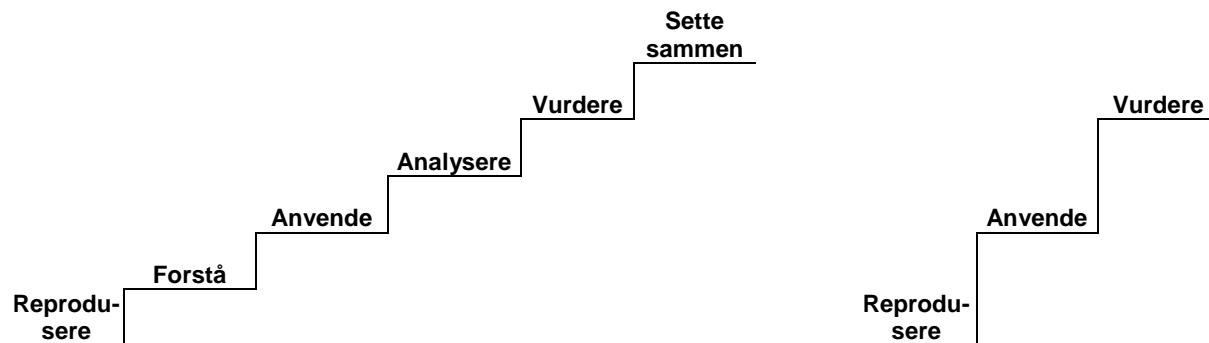 Sette
sammen
Vurdere
Analysere
Anvende
Forstå
Reprodu-
sere
Vurdere
Anvende
Reprodu-
sere